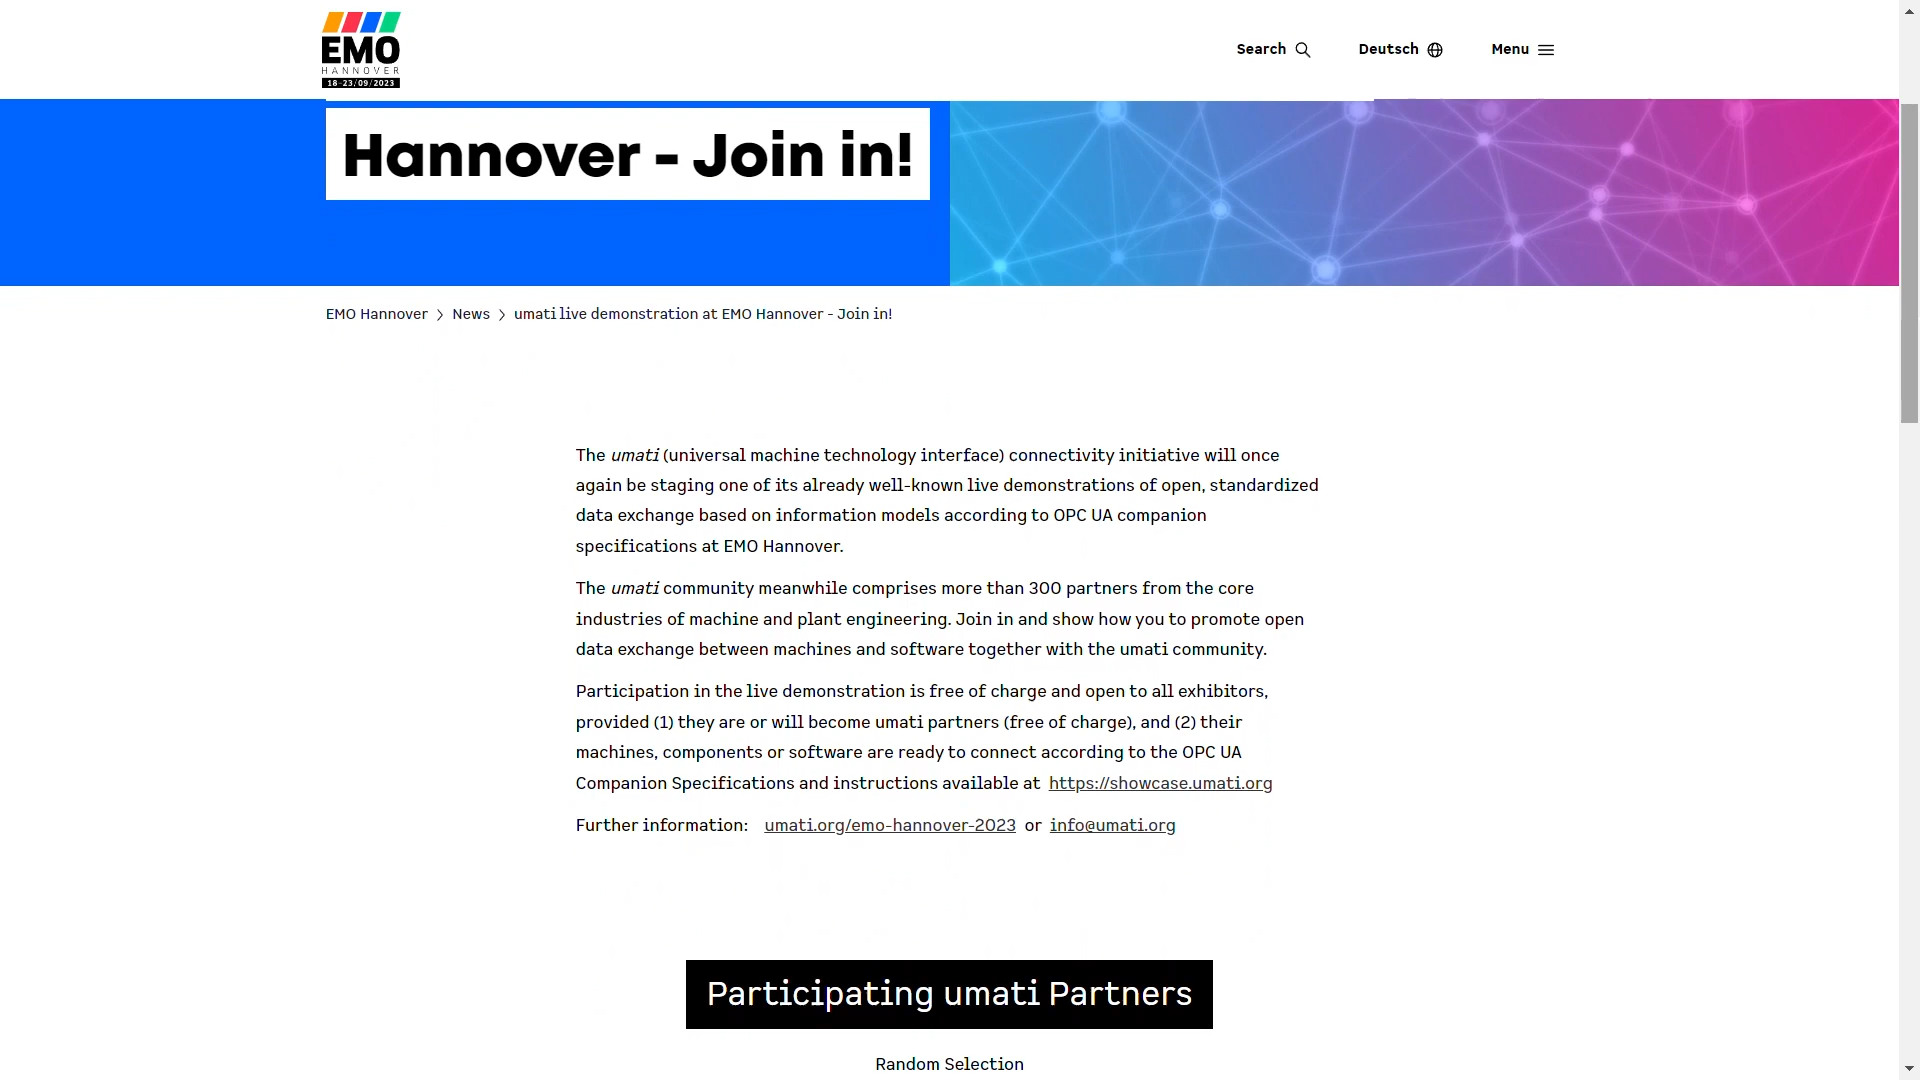 EMO
HANNOVER
18-23/09/2023
Search
Deutsch
Menu
Hannover - Join in!
EMO Hannover > News > umati live demonstration at EMO Hannover - Join in!
The umati (universal machine technology interface) connectivity initiative will once
again be staging one of its already well-known live demonstrations of open, standardized
data exchange based on information models according to OPC UA companion
specifications at EMO Hannover.
The umati community meanwhile comprises more than 300 partners from the core
industries of machine and plant engineering. Join in and show how you to promote open
data exchange between machines and software together with the umati community.
Participation in the live demonstration is free of charge and open to all exhibitors,
provided (1) they are or will become umati partners (free of charge), and (2) their
machines, components or software are ready to connect according to the OPC UA
Companion Specifications and instructions available at https://showcase.umati.org
Further information: umati.org/emo-hannover-2023 or info@umati.org
Participating umati Partners
Random Selection